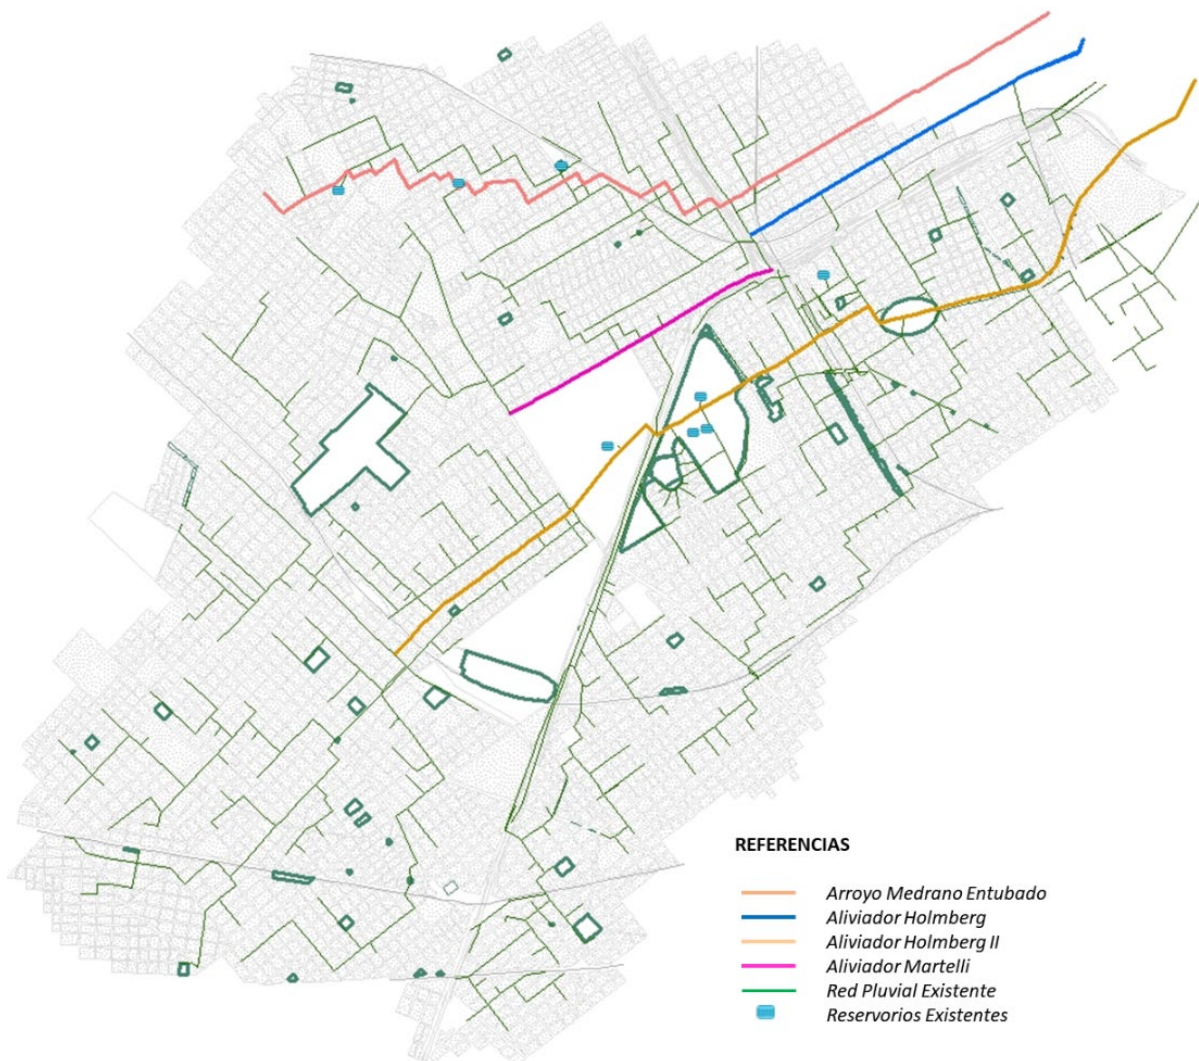 REFERENCIAS
Arroyo Medrano Entubado
Aliviador Holmberg
Aliviador Holmberg II
Aliviador Martelli
Red Pluvial Existente
Reservorios Existentes